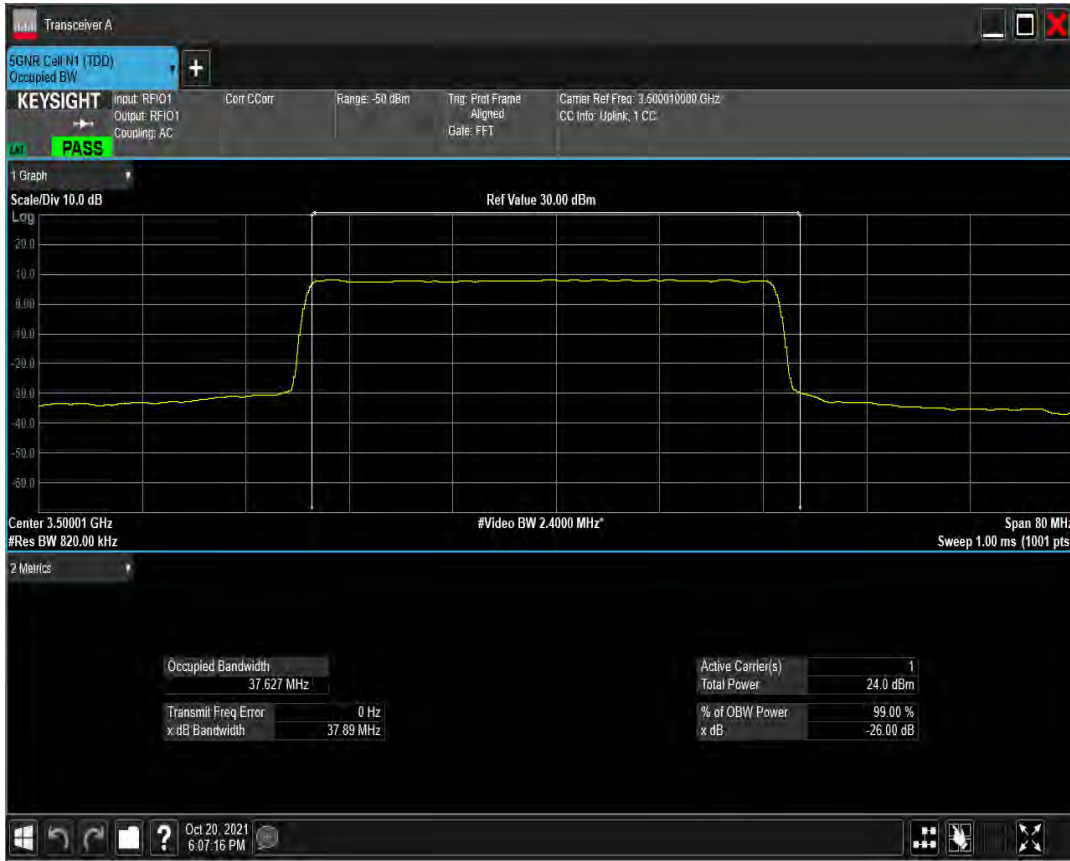 Transceiver A
5GNR Cell N1 (TDD)
Occupied BW
+
KEYSIGHT
Input: RFIO1
Output: RFIO1
Coupling: AC
Corr CCorr
Range: -50 dBm
Trig: Prot Frame
Aligned
Gate: FFT
Carrier Ref Freq: 3.500010000 GHz
CC Info: Uplink, 1 CC
PASS
1 Graph
Scale/Div 10.0 dB
Ref Value 30.00 dBm
Log
20.0
10.0
0.00
-10.0
-20.0
-30.0
-40.0
-50.0
-60.0
Center 3.50001 GHz
#Video BW 2.4000 MHz*
Span 80 MHz
#Res BW 820.00 kHz
Sweep 1.00 ms (1001 pts
2 Metrics
Occupied Bandwidth
37.627 MHz
Transmit Freq Error 0 Hz
x dB Bandwidth 37.89 MHz
Active Carrier(s) 1
Total Power 24.0 dBm
% of OBW Power 99.00 %
x dB -26.00 dB
?
Oct 20, 2021
6:07:16 PM